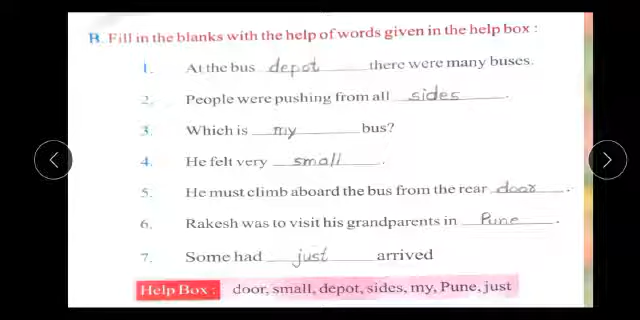 B. Fill in the blanks with the help of words given in the help box :
1. At the bus depot there were many buses.
2. People were pushing from all sides .
3. Which is my bus?
4. He felt very small .
5. He must climb aboard the bus from the rear door .
6. Rakesh was to visit his grandparents in Pune .
7. Some had just arrived
Help Box : door, small, depot, sides, my, Pune, just